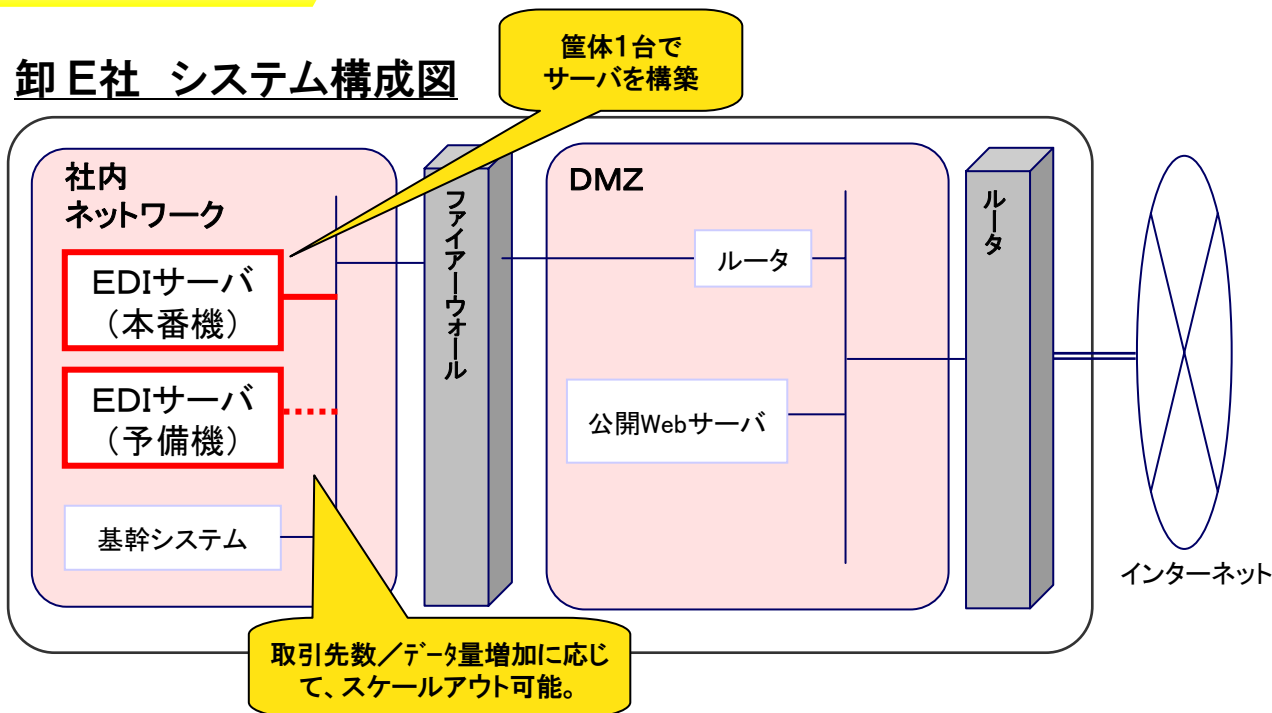 卸 E社　システム構成図
筐体1台で
サーバを構築
社内
ネットワーク
EDIサーバ
（本番機）
EDIサーバ
（予備機）
基幹システム
ファイアーウォール
DMZ
ルータ
公開Webサーバ
ルータ
インターネット
取引先数／ﾃﾞｰﾀ量増加に応じ
て、スケールアウト可能。